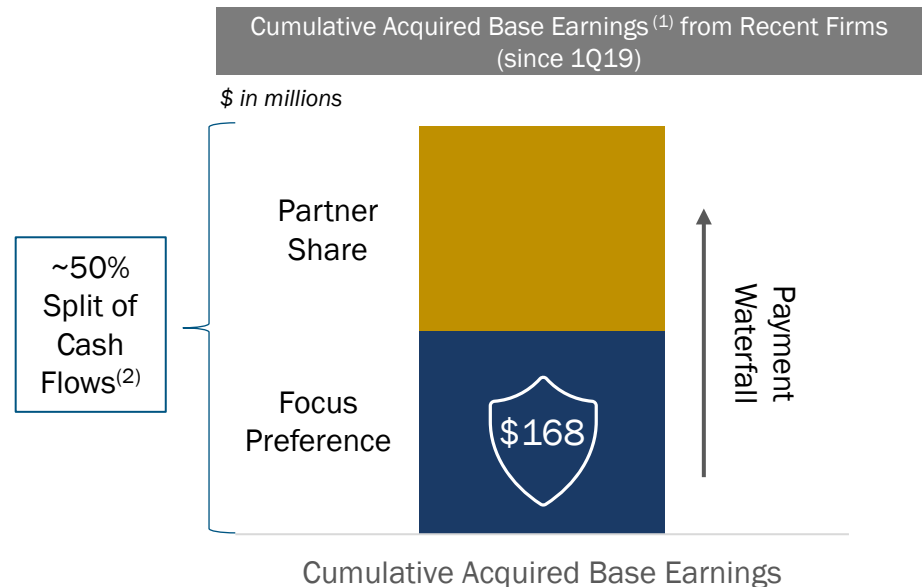 Cumulative Acquired Base Earnings (1) from Recent Firms
(since 1Q19)
$ in millions
Partner
Share
~50%
Split of
Cash
Flows(2)
Focus
Preference
$168
Payment
Waterfall
Cumulative Acquired Base Earnings